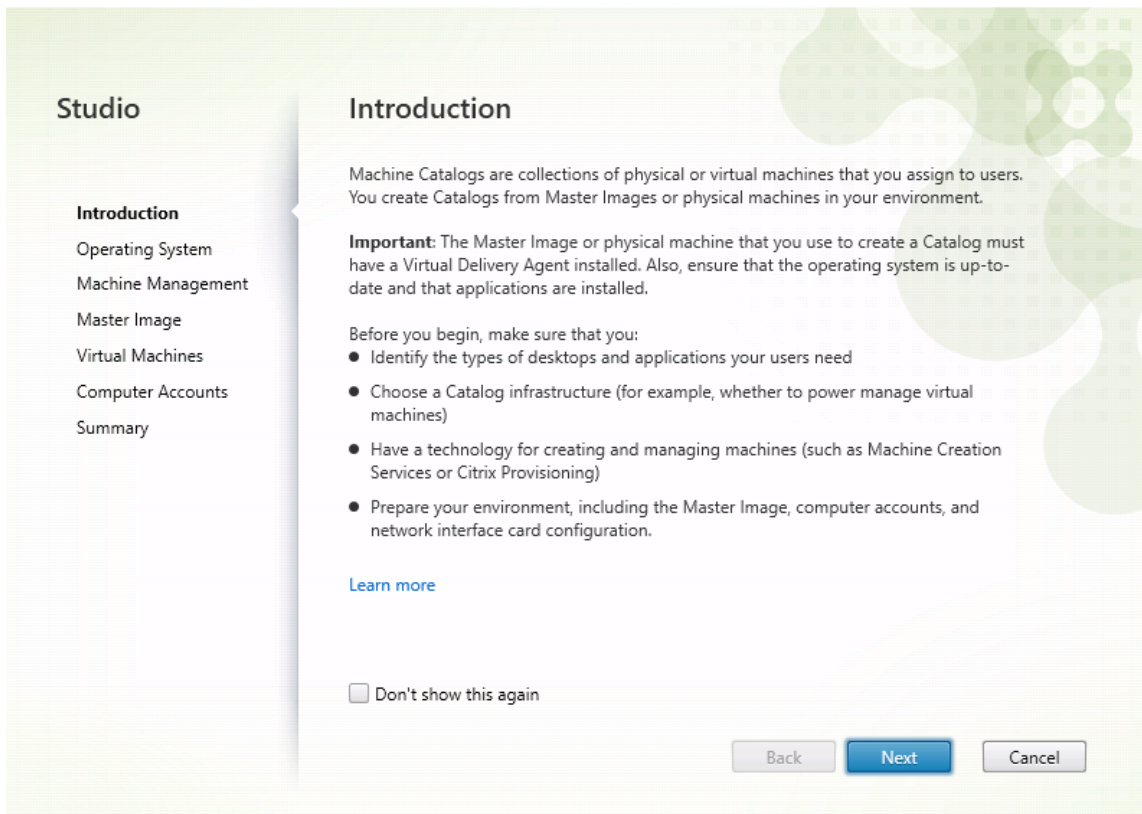 Studio
Introduction
Operating System
Machine Management
Master Image
Virtual Machines
Computer Accounts
Summary
Introduction
Machine Catalogs are collections of physical or virtual machines that you assign to users.
You create Catalogs from Master Images or physical machines in your environment.
Important: The Master Image or physical machine that you use to create a Catalog must
have a Virtual Delivery Agent installed. Also, ensure that the operating system is up-to-
date and that applications are installed.
Before you begin, make sure that you:
● Identify the types of desktops and applications your users need
● Choose a Catalog infrastructure (for example, whether to power manage virtual
machines)
● Have a technology for creating and managing machines (such as Machine Creation
Services or Citrix Provisioning)
● Prepare your environment, including the Master Image, computer accounts, and
network interface card configuration.
Learn more
Don't show this again
Back Next Cancel